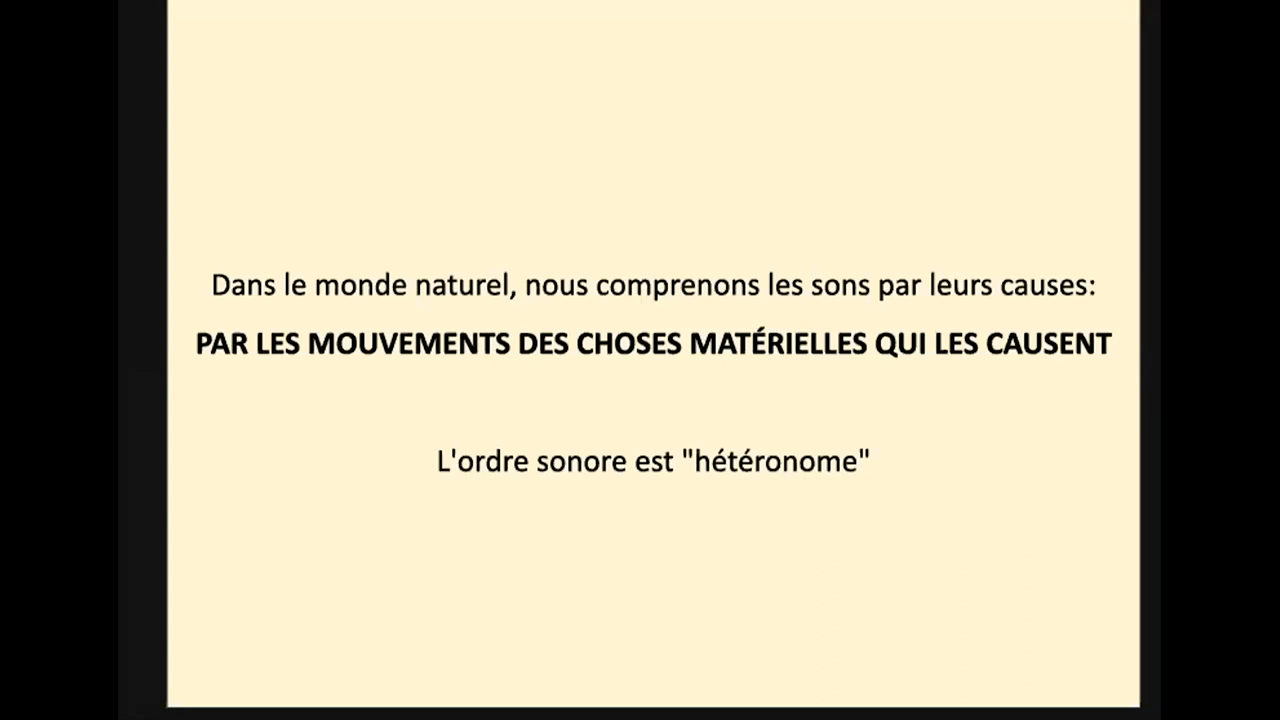 Dans le monde naturel, nous comprenons les sons par leurs causes:
PAR LES MOUVEMENTS DES CHOSES MATÉRIELLES QUI LES CAUSENT
L'ordre sonore est "hétéronome"